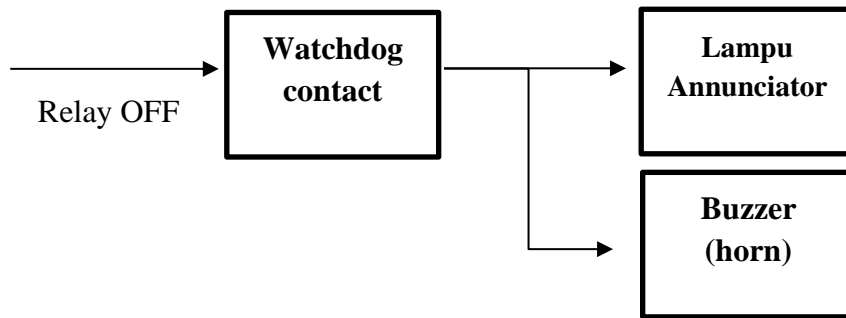 Relay OFF
Watchdog
contact
Lampu
Annunciator
Buzzer
(horn)